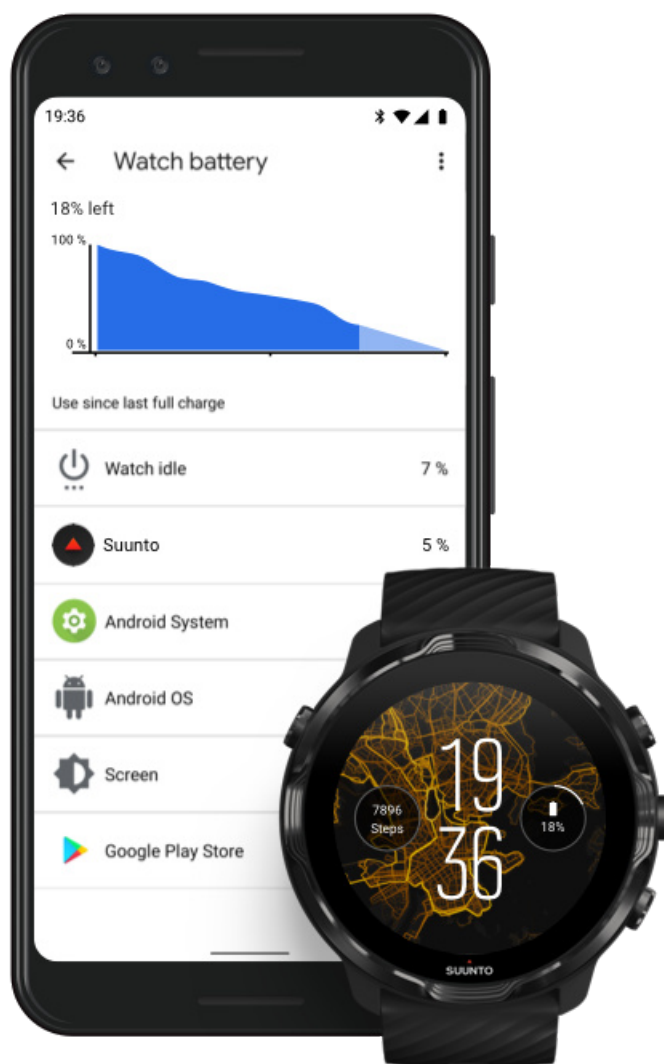 19:36
Watch battery
18% left
100 %
0 %
Use since last full charge
Watch idle
7 %
Suunto
5 %
Android System
Android OS
Screen
Google Play Store
19
36
7896
Steps
18%
SUUNTO